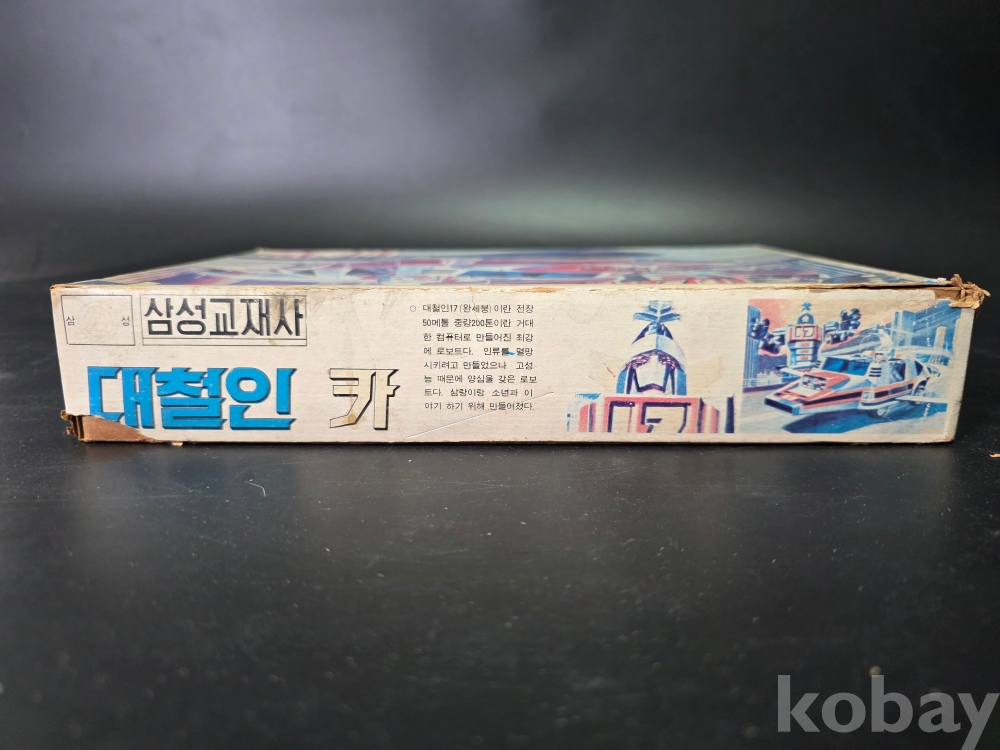 삼 성
삼성교재사
대철인 카
○ 대철인17(완세븡)이란 전장
50메톨 중량200톤이란 거대
한 컴퓨터로 만들어진 최강
에 로보트다. 인류를 멸망
시키려고 만들었으나 고성
능 때문에 양심을 갖은 로보
트다. 삼랑이랑 소년과 이
야기 하기 위해 만들어졌다.
17
kobay